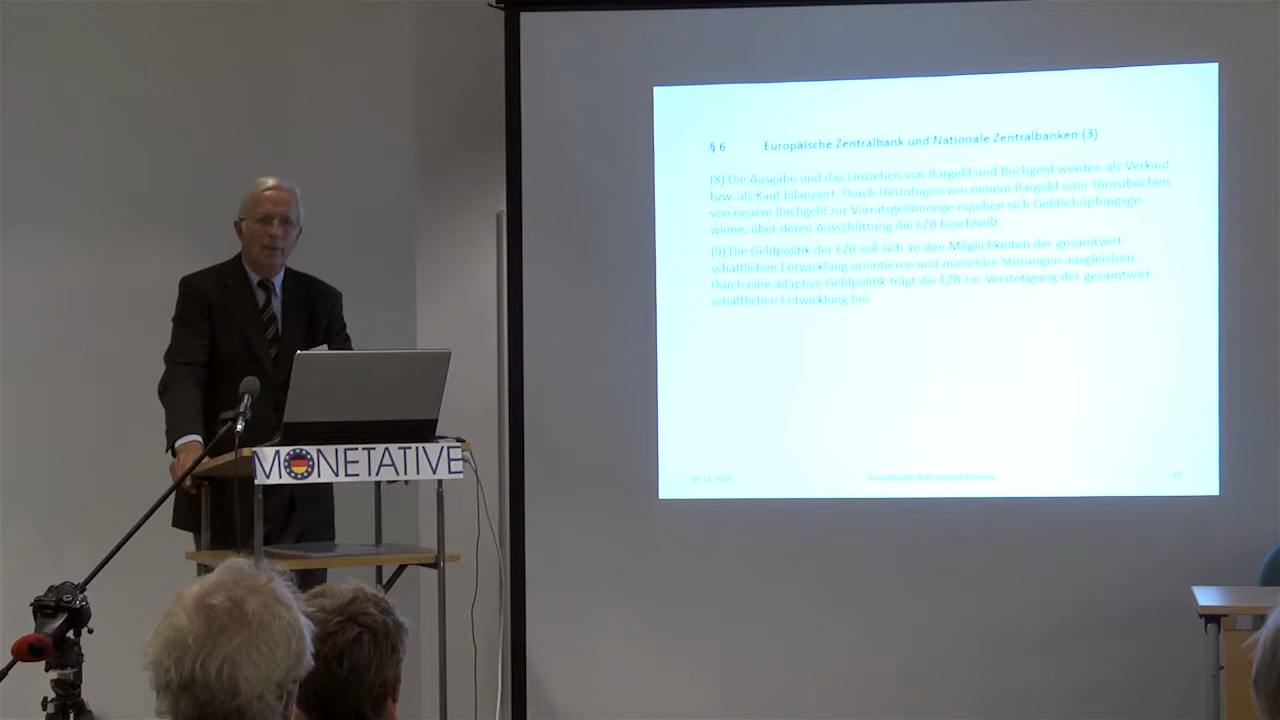 MONETATIVE
§ 6 Europäische Zentralbank und Nationale Zentralbanken (3)
(8) Die Ausgabe und das Einziehen von Bargeld und Buchgeld werden als Verkauf
bzw. als Kauf bilanziert. Durch Hinzufügen von neuem Bargeld oder Hinzubuchen
von neuem Buchgeld zur Vorratsgeldmenge ergeben sich Geldschöpfungsge-
winne, über deren Ausschüttung die EZB beschließt.
(9) Die Geldpolitik der EZB soll sich an den Möglichkeiten der gesamtwirt-
schaftlichen Entwicklung orientieren und monetäre Störungen ausgleichen.
Durch eine adaptive Geldpolitik trägt die EZB zur Verstetigung der gesamtwirt-
schaftlichen Entwicklung bei.
Europäische Währungsverfassung